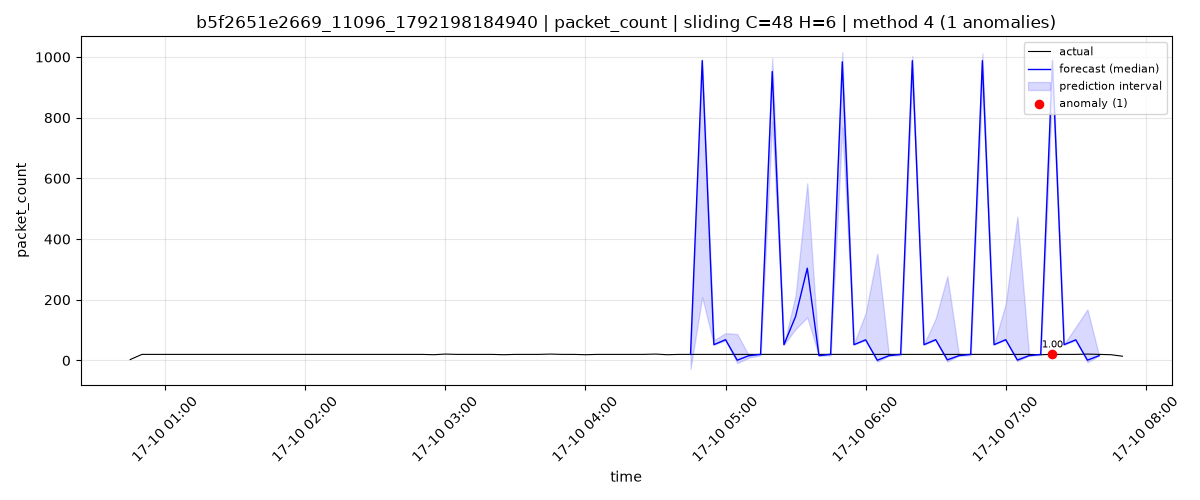 b5f2651e2669_11096_1792198184940 | packet_count | sliding C=48 H=6 | method 4 (1 anomalies)
actual
forecast (median)
prediction interval
anomaly (1)
1000
800
600
400
200
0
packet_count
1.00
17-10 01:00
17-10 02:00
17-10 03:00
17-10 04:00
17-10 05:00
17-10 06:00
17-10 07:00
17-10 08:00
time